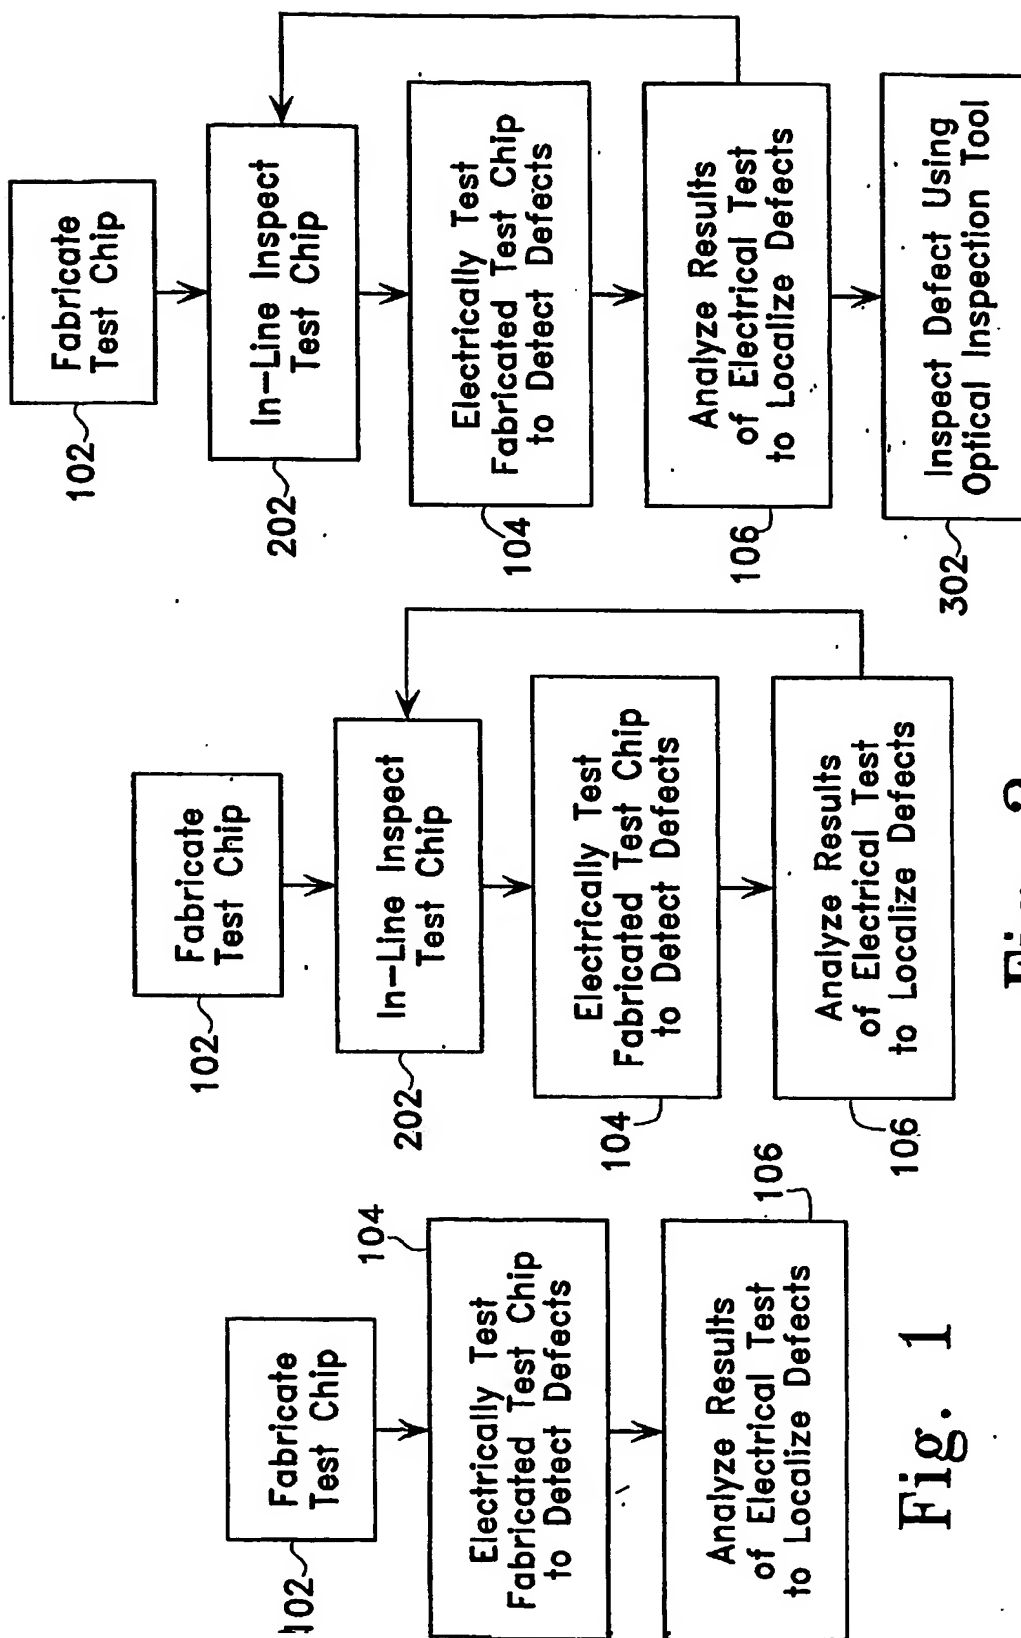 102
Fabricate
Test Chip
104
Electrically Test
Fabricated Test Chip
to Detect Defects
106
Analyze Results
of Electrical Test
to Localize Defects
Fig. 1
102
Fabricate
Test Chip
202
In-Line Inspect
Test Chip
104
Electrically Test
Fabricated Test Chip
to Detect Defects
106
Analyze Results
of Electrical Test
to Localize Defects
102
Fabricate
Test Chip
202
In-Line Inspect
Test Chip
104
Electrically Test
Fabricated Test Chip
to Detect Defects
106
Analyze Results
of Electrical Test
to Localize Defects
302
Inspect Defect Using
Optical Inspection Tool